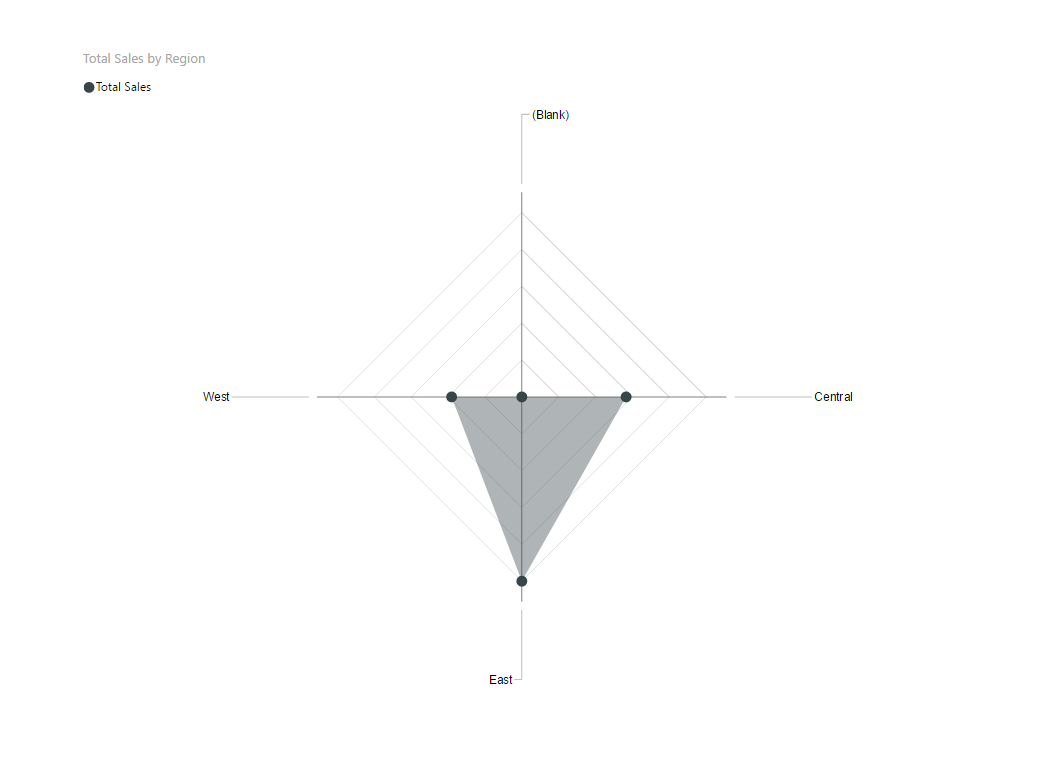 Total Sales by Region
Total Sales
(Blank)
West
Central
East